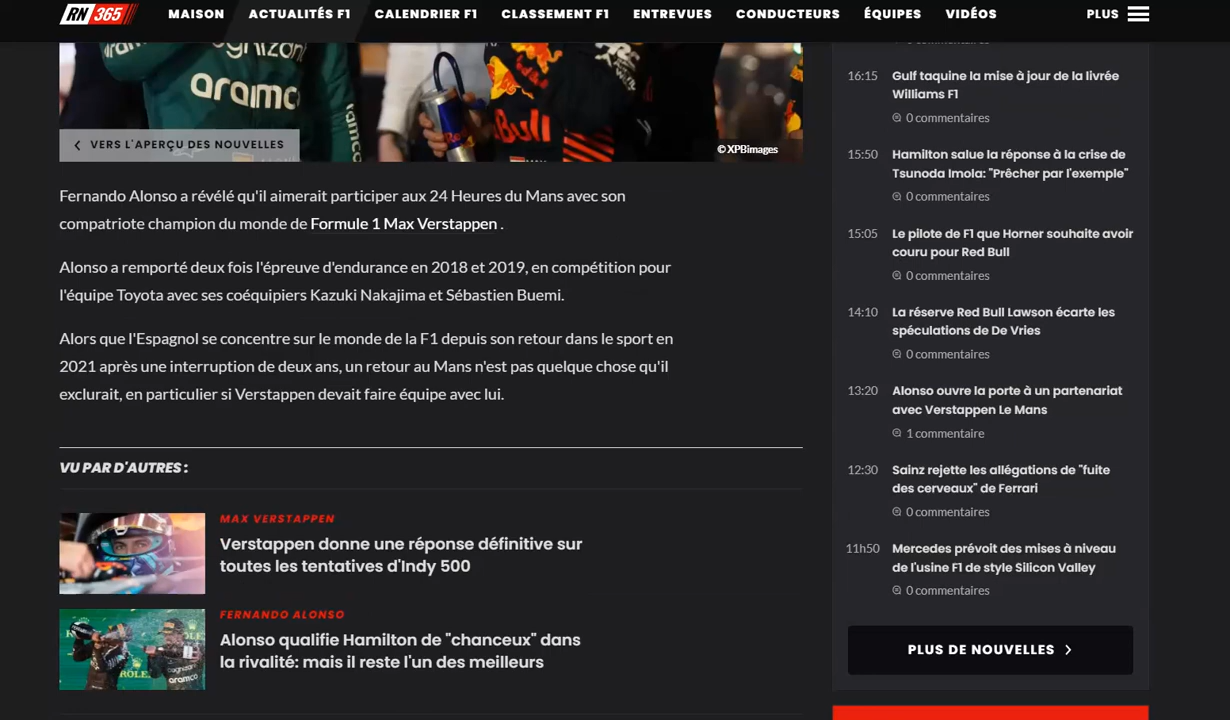 RN 365
MAISON
ACTUALITÉS F1
CALENDRIER F1
CLASSEMENT F1
ENTREVUES
CONDUCTEURS
ÉQUIPES
VIDÉOS
PLUS
aramco
VERS L'APERÇU DES NOUVELLES
© XPBimages
Fernando Alonso a révélé qu'il aimerait participer aux 24 Heures du Mans avec son
compatriote champion du monde de Formule 1 Max Verstappen .
Alonso a remporté deux fois l'épreuve d'endurance en 2018 et 2019, en compétition pour
l'équipe Toyota avec ses coéquipiers Kazuki Nakajima et Sébastien Buemi.
Alors que l'Espagnol se concentre sur le monde de la F1 depuis son retour dans le sport en
2021 après une interruption de deux ans, un retour au Mans n'est pas quelque chose qu'il
exclurait, en particulier si Verstappen devait faire équipe avec lui.
VU PAR D'AUTRES :
MAX VERSTAPPEN
Verstappen donne une réponse définitive sur
toutes les tentatives d'Indy 500
FERNANDO ALONSO
Alonso qualifie Hamilton de "chanceux" dans
la rivalité: mais il reste l'un des meilleurs
0 commentaires
16:15
Gulf taquine la mise à jour de la livrée
Williams F1
0 commentaires
15:50
Hamilton salue la réponse à la crise de
Tsunoda Imola: "Prêcher par l'exemple"
0 commentaires
15:05
Le pilote de F1 que Horner souhaite avoir
couru pour Red Bull
0 commentaires
14:10
La réserve Red Bull Lawson écarte les
spéculations de De Vries
0 commentaires
13:20
Alonso ouvre la porte à un partenariat
avec Verstappen Le Mans
1 commentaire
12:30
Sainz rejette les allégations de "fuite
des cerveaux" de Ferrari
0 commentaires
11h50
Mercedes prévoit des mises à niveau
de l'usine F1 de style Silicon Valley
0 commentaires
PLUS DE NOUVELLES